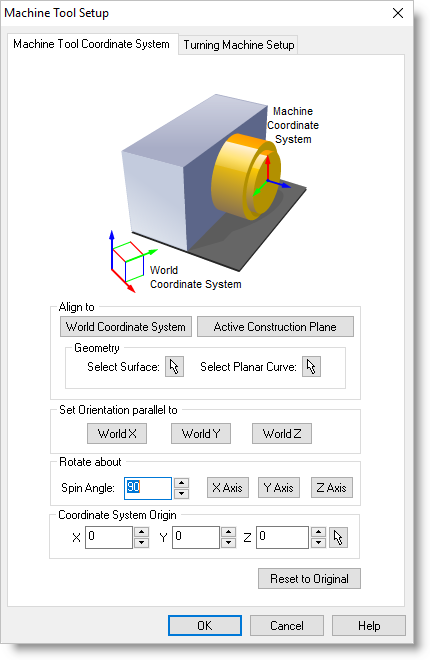 Machine Tool Setup
Machine Tool Coordinate System
Turning Machine Setup
Machine
Coordinate
System
World
Coordinate System
Align to
World Coordinate System
Active Construction Plane
Geometry
Select Surface:
Select Planar Curve:
Set Orientation parallel to
World X
World Y
World Z
Rotate about
Spin Angle:
90
X Axis
Y Axis
Z Axis
Coordinate System Origin
X 0
Y 0
Z 0
Reset to Original
OK
Cancel
Help